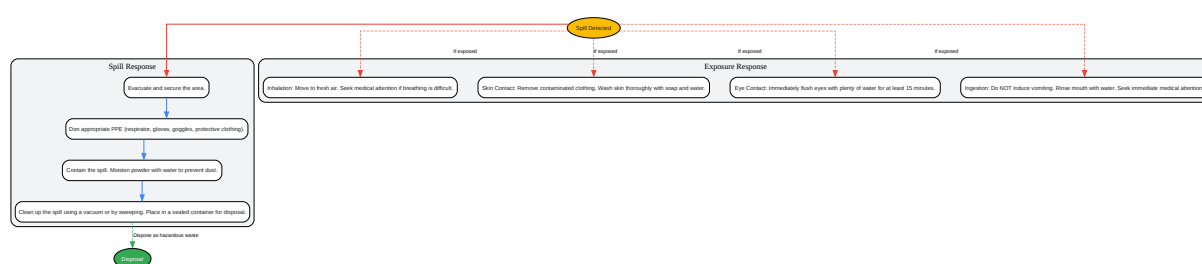 Spill Detected
If exposed
If exposed
If exposed
If exposed
Spill Response
Exposure Response
Evacuate and secure the area.
Inhalation: Move to fresh air. Seek medical attention if breathing is difficult.
Skin Contact: Remove contaminated clothing. Wash skin thoroughly with soap and water.
Eye Contact: Immediately flush eyes with plenty of water for at least 15 minutes.
Ingestion: Do NOT induce vomiting. Rinse mouth with water. Seek immediate medical attention
Don appropriate PPE (respirator, gloves, goggles, protective clothing).
Contain the spill. Moisten powder with water to prevent dust.
Clean up the spill using a vacuum or by sweeping. Place in a sealed container for disposal.
Dispose as hazardous waste
Disposal